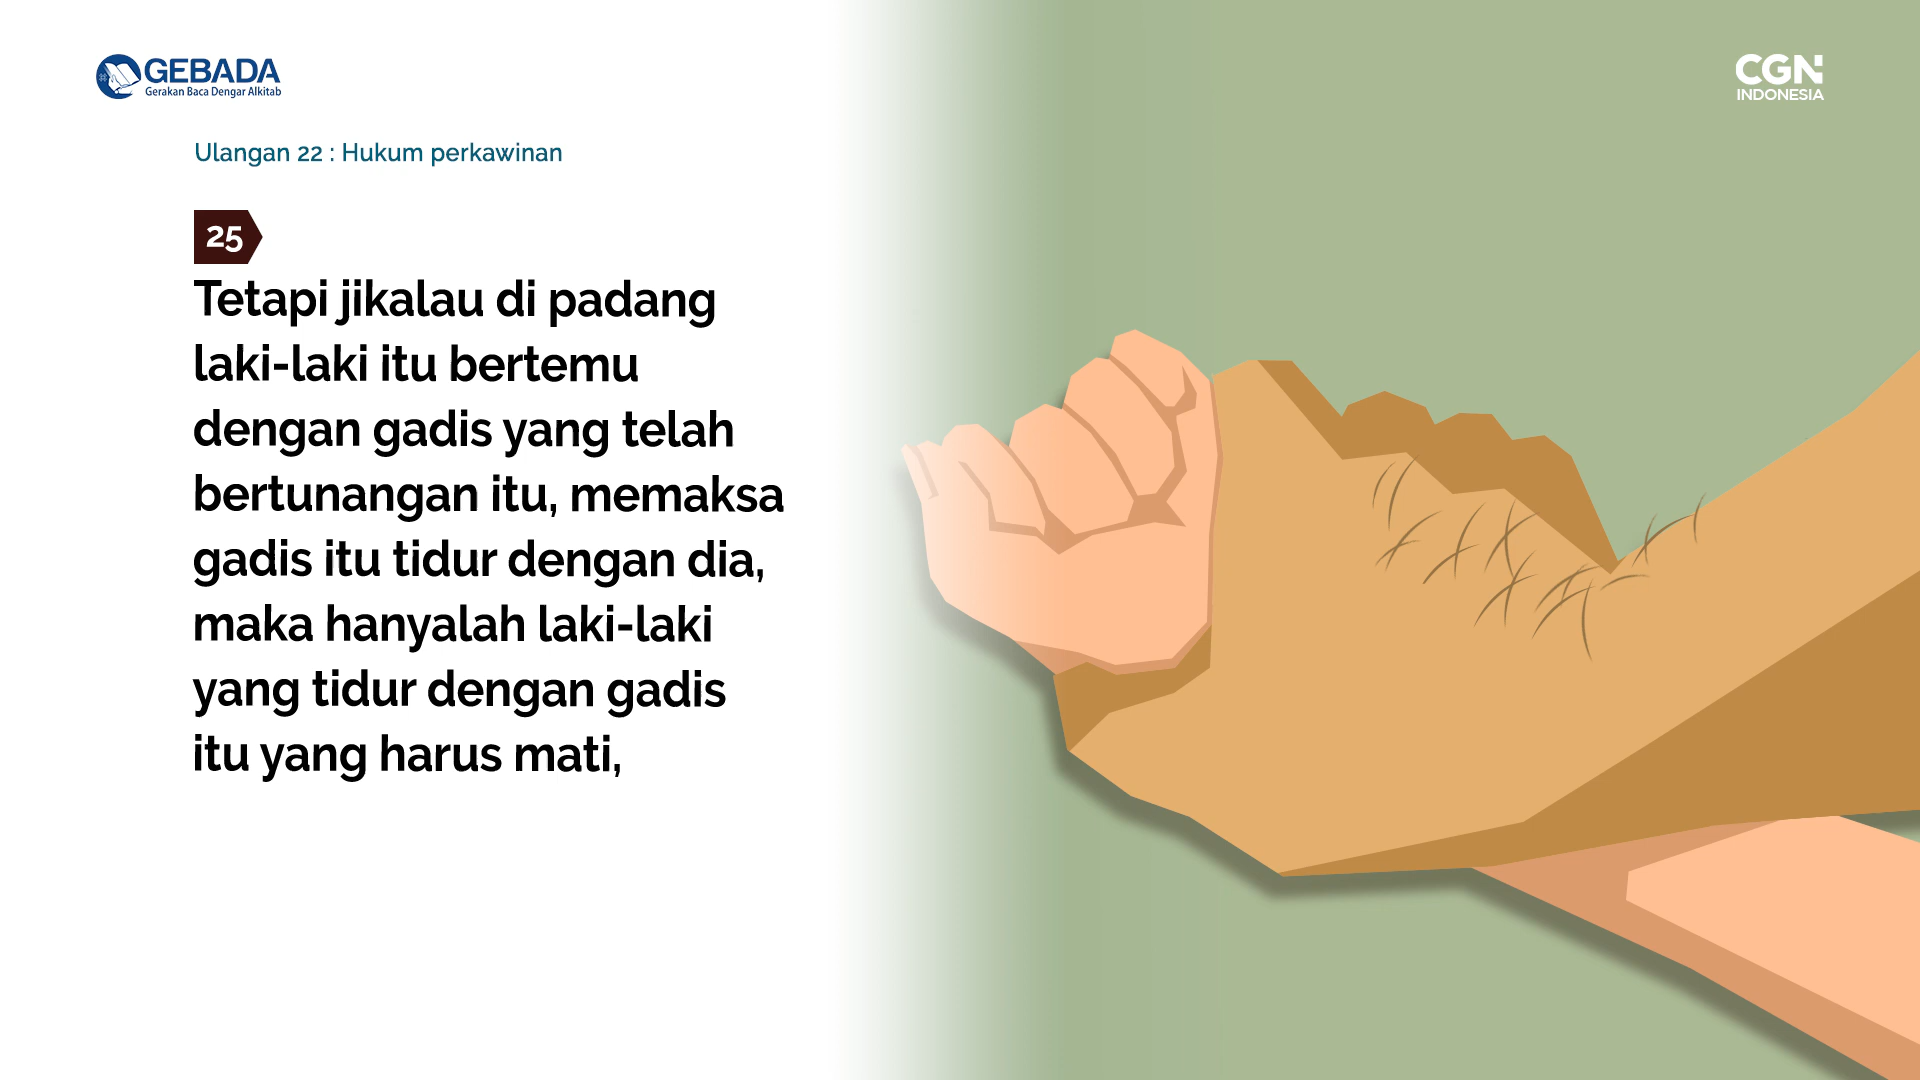 GEBADA
Gerakan Baca Dengar Alkitab
CGN
INDONESIA
Ulangan 22 : Hukum perkawinan
25
Tetapi jikalau di padang
laki-laki itu bertemu
dengan gadis yang telah
bertunangan itu, memaksa
gadis itu tidur dengan dia,
maka hanyalah laki-laki
yang tidur dengan gadis
itu yang harus mati,